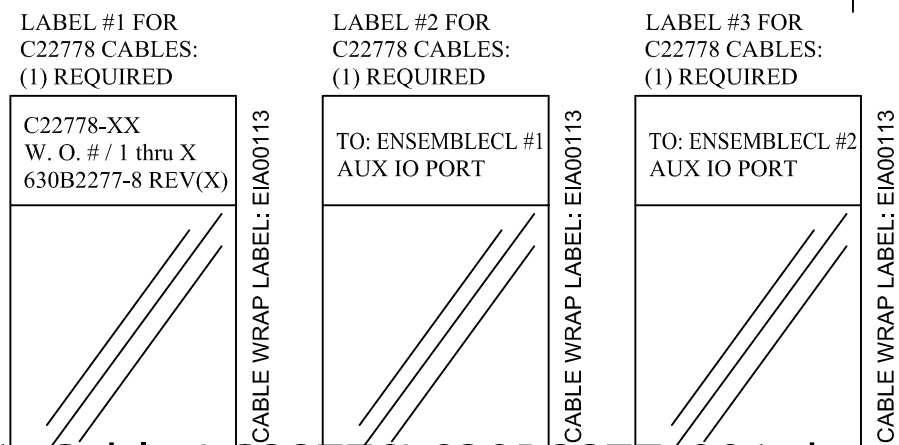 LABEL #1 FOR
C22778 CABLES:
(1) REQUIRED
C22778-XX
W. O. # / 1 thru X
630B2277-8 REV(X)
CABLE WRAP LABEL: EIA00113
LABEL #2 FOR
C22778 CABLES:
(1) REQUIRED
TO: ENSEMBLECL #1
AUX IO PORT
CABLE WRAP LABEL: EIA00113
LABEL #3 FOR
C22778 CABLES:
(1) REQUIRED
TO: ENSEMBLECL #2
AUX IO PORT
CABLE WRAP LABEL: EIA00113